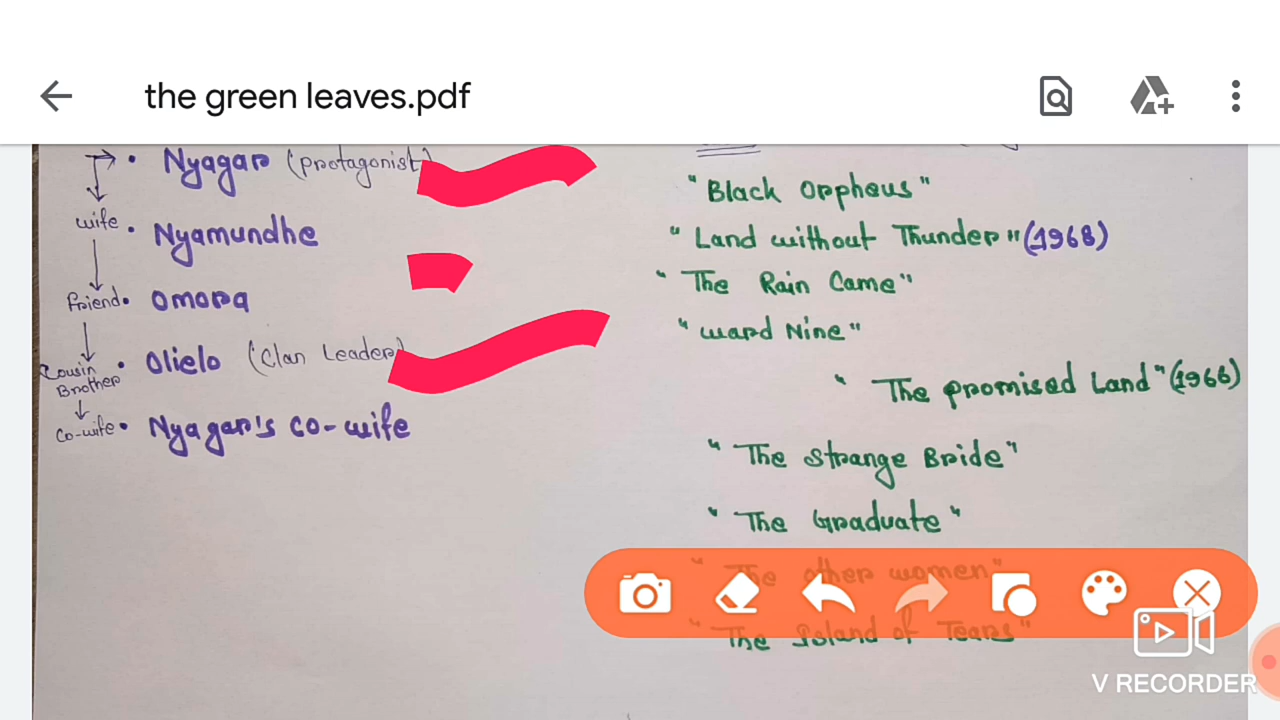 the green leaves.pdf
Nyagar (protagonist)
wife
Nyamundhe
friend
Omora
Cousin Brother
Olielo (Clan Leader)
Co-wife
Nyagar's co-wife
"Black Orpheus"
"Land without Thunder" (1968)
"The Rain Came"
"Ward Nine"
"The promised Land" (1966)
"The Strange Bride"
"The Graduate"
"The other women"
"The Island of Tears"
V RECORDER